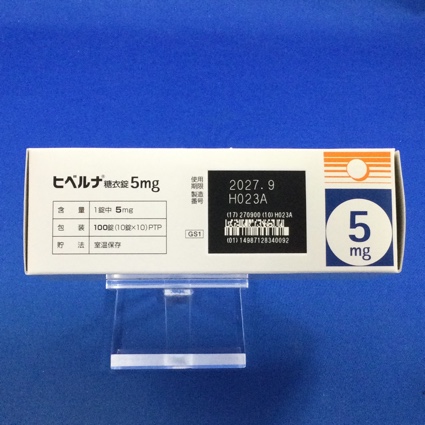 ヒベルナ糖衣錠5mg
含 量 1錠中 5mg
包 装 100錠(10錠×10)PTP
貯 法 室温保存
使用
期限
製造
番号
2027.9
H023A
(17) 270900 (10) H023A
(01) 14987128340092
GS1
5
mg